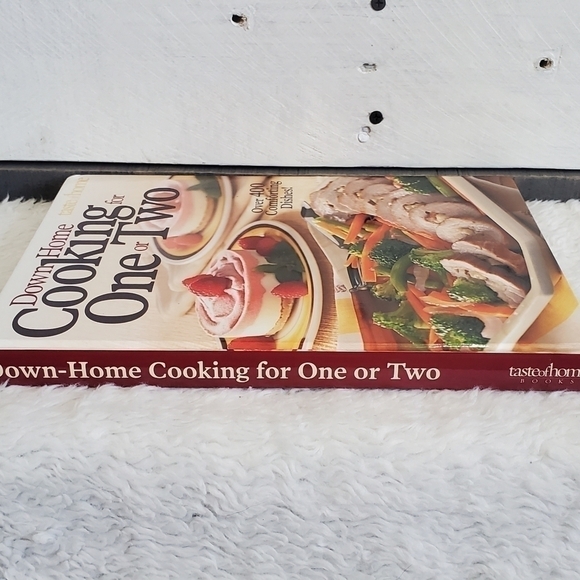 Down-Home
Cooking for
One or Two
Over 400
Comforting
Dishes!
Down-Home Cooking for One or Two
tasteofhome
BOOKS